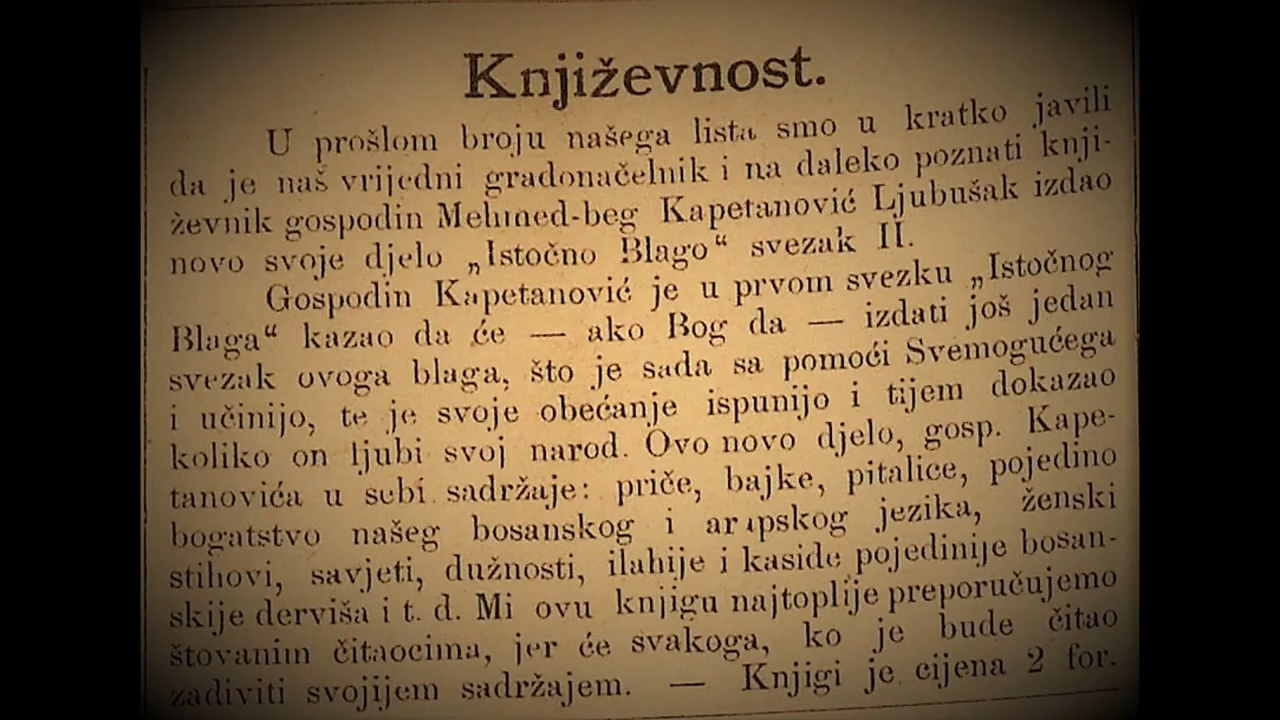 Književnost.
U prošlom broju našega lista smo u kratko javili
da je naš vrijedni gradonačelnik i na daleko poznati knji-
ževnik gospodin Mehmed-beg Kapetanović Ljubušak izdao
novo svoje djelo „Istočno Blago“ svezak II.
Gospodin Kapetanović je u prvom svezku „Istočnog
Blaga“ kazao da će — ako Bog da — izdati još jedan
svezak ovoga blaga, što je sada sa pomoći Svemogućega
i učinijo, te je svoje obećanje ispunijo i tijem dokazao
koliko on ljubi svoj narod. Ovo novo djelo, gosp. Kape-
tanovića u sebi sadržaje: priče, bajke, pitalice, pojedino
bogatstvo našeg bosanskog i arapskog jezika, ženski
stihovi, savjeti, dužnosti, ilahije i kaside pojedinije bosan-
skije derviša i t. d. Mi ovu knjigu najtoplije preporučujemo
štovanim čitaocima, jer će svakoga, ko je bude čitao
zadiviti svojijem sadržajem. — Knjigi je cijena 2 for.